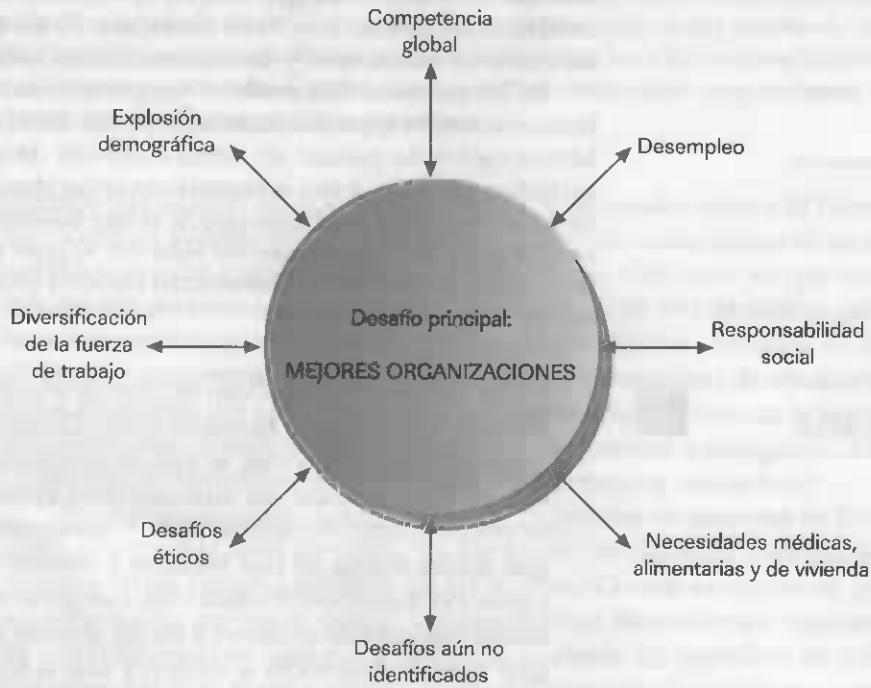 Competencia
global
Explosión
demográfica
Desempleo
Diversificación
de la fuerza
de trabajo
Desafío principal:
MEJORES ORGANIZACIONES
Responsabilidad
social
Desafíos
éticos
Necesidades médicas,
alimentarias y de vivienda
Desafíos aún no
identificados